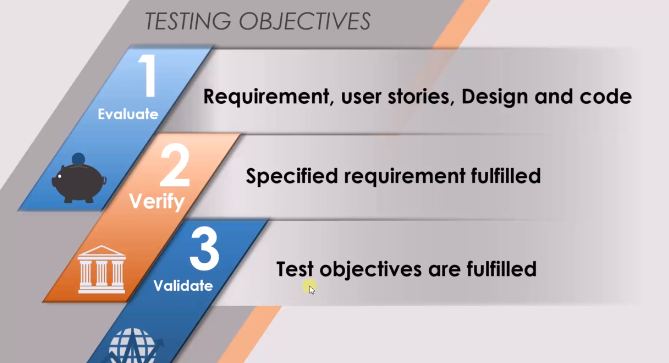 TESTING OBJECTIVES
1
Evaluate
Requirement, user stories, Design and code
2
Verify
Specified requirement fulfilled
3
Validate
Test objectives are fulfilled